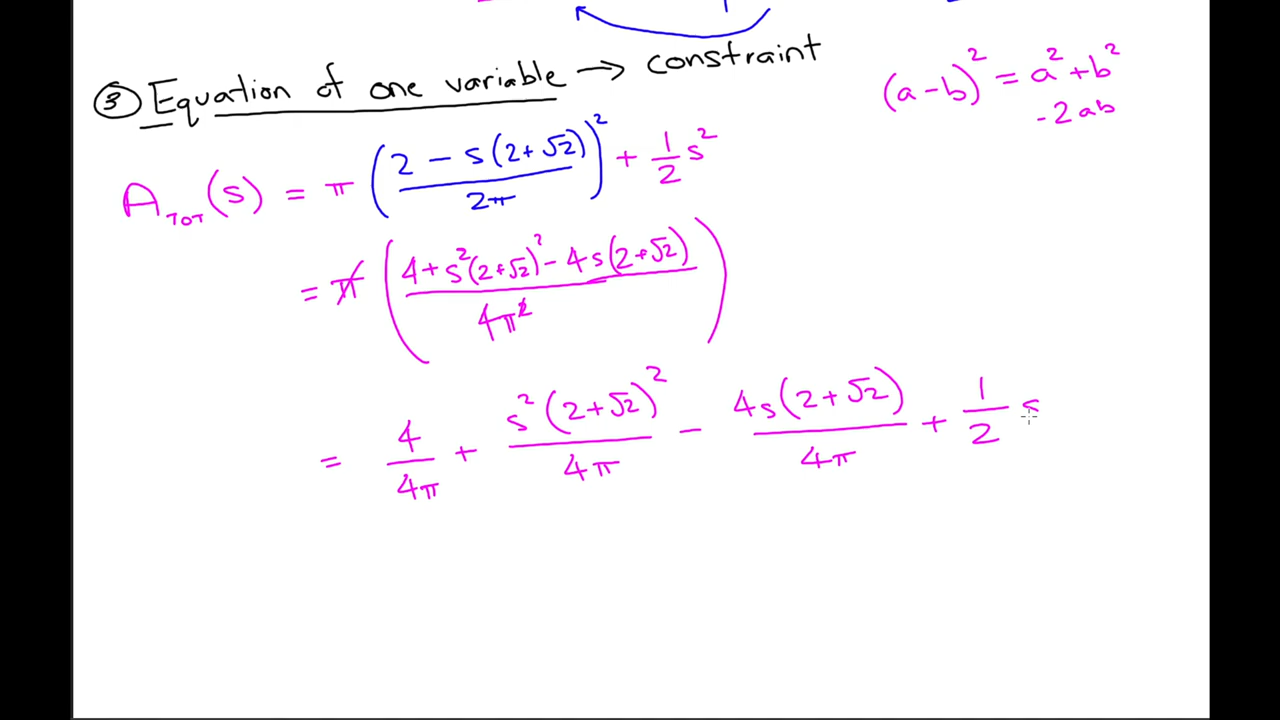 ③ Equation of one variable → constraint
(a-b)² = a² + b² - 2ab
A_TOT(s) = π ( (2 - s(2+√2)) / 2π )² + 1/2 s²
= π ( (4 + s²(2+√2)² - 4s(2+√2)) / 4π² )
= 4/4π + s²(2+√2)²/4π - 4s(2+√2)/4π + 1/2 s